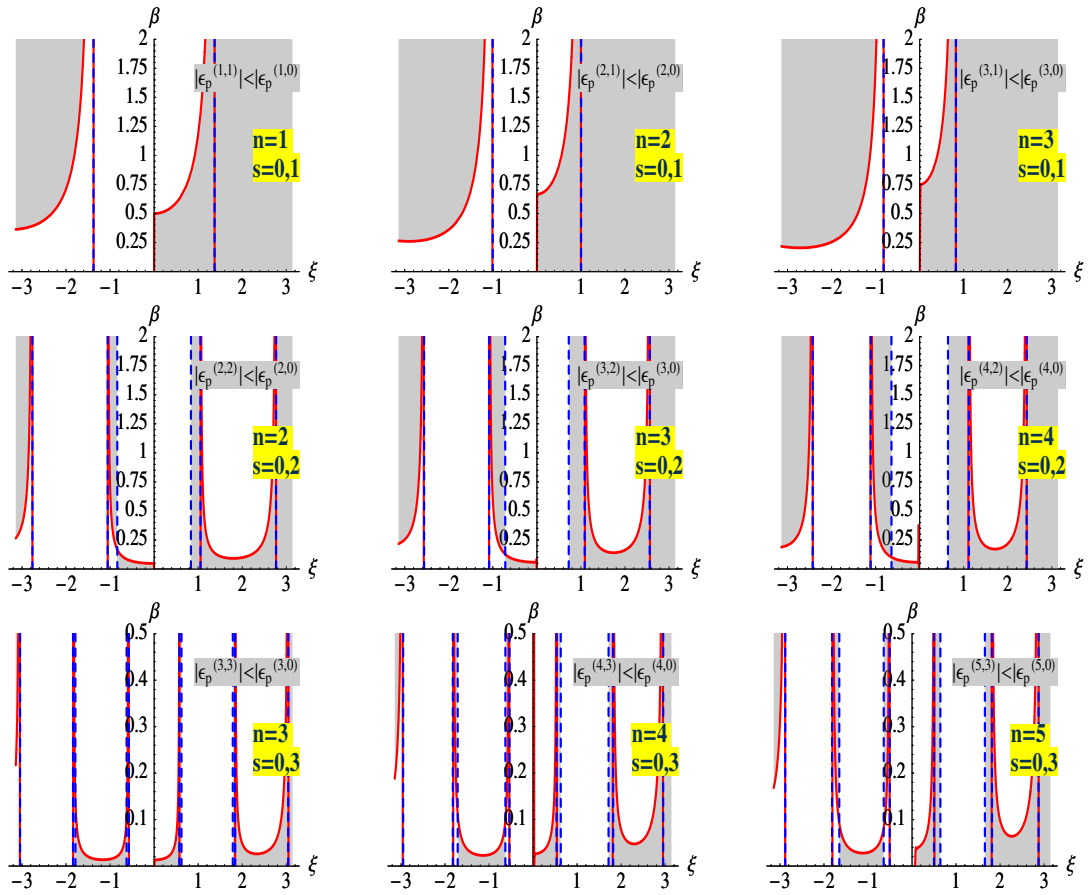 β β β
2 2 2
1.75 1.75 1.75
|ϵp(1,1)|<|ϵp(1,0)| |ϵp(2,1)|<|ϵp(2,0)| |ϵp(3,1)|<|ϵp(3,0)|
1.5 1.5 1.5
1.25 1.25 1.25
n=1 n=2 n=3
1 1 1
s=0,1 s=0,1 s=0,1
0.75 0.75 0.75
0.5 0.5 0.5
0.25 0.25 0.25
-3 -2 -1 1 2 3 ξ -3 -2 -1 1 2 3 ξ -3 -2 -1 1 2 3 ξ
β β β
2 2 2
1.75 1.75 1.75
|ϵp(2,2)|<|ϵp(2,0)| |ϵp(3,2)|<|ϵp(3,0)| |ϵp(4,2)|<|ϵp(4,0)|
1.5 1.5 1.5
1.25 1.25 1.25
n=2 n=3 n=4
1 1 1
s=0,2 s=0,2 s=0,2
0.75 0.75 0.75
0.5 0.5 0.5
0.25 0.25 0.25
-3 -2 -1 1 2 3 ξ -3 -2 -1 1 2 3 ξ -3 -2 -1 1 2 3 ξ
β β β
0.5 0.5 0.5
|ϵp(3,3)|<|ϵp(3,0)| |ϵp(4,3)|<|ϵp(4,0)| |ϵp(5,3)|<|ϵp(5,0)|
0.4 0.4 0.4
0.3 0.3 0.3
n=3 n=4 n=5
s=0,3 s=0,3 s=0,3
0.2 0.2 0.2
0.1 0.1 0.1
-3 -2 -1 1 2 3 ξ -3 -2 -1 1 2 3 ξ -3 -2 -1 1 2 3 ξ